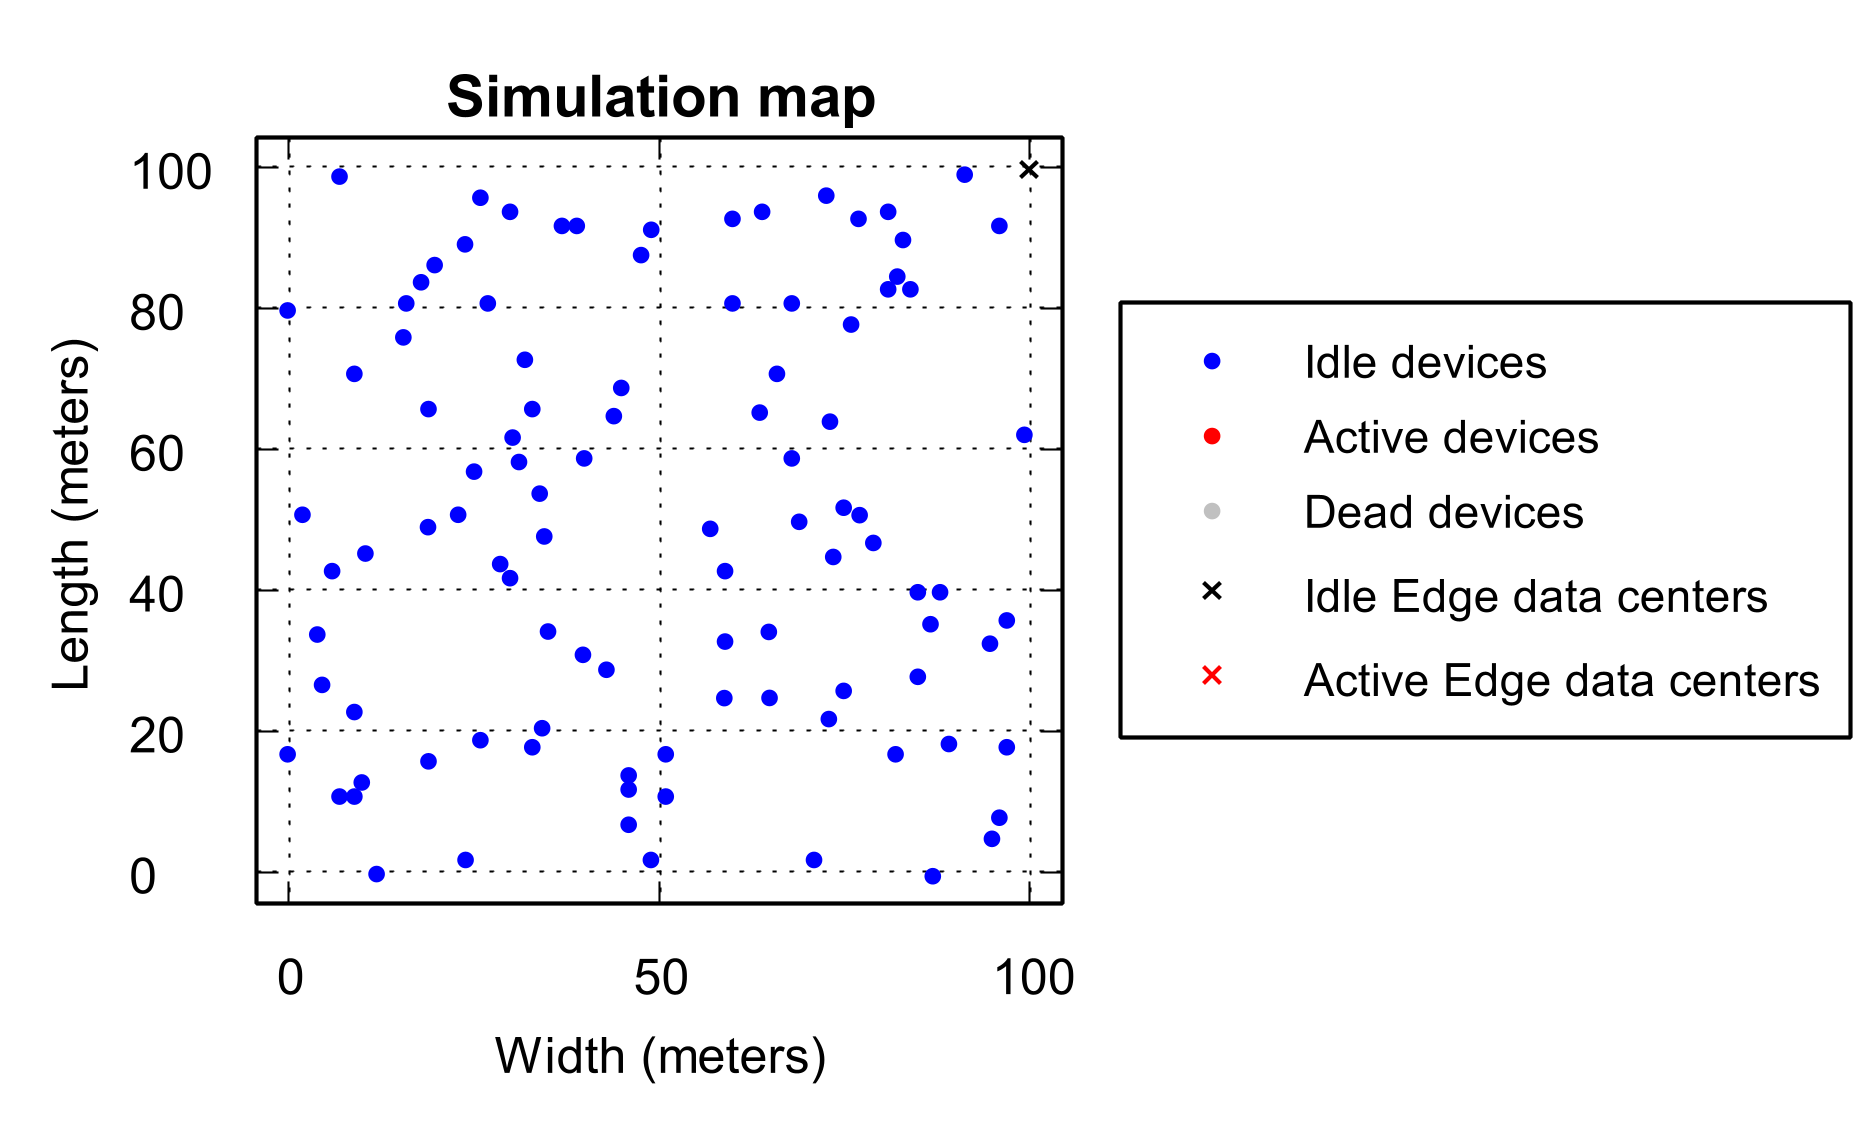 Simulation map
100
80
60
40
20
0
Length (meters)
0 50 100
Width (meters)
Idle devices
Active devices
Dead devices
Idle Edge data centers
Active Edge data centers